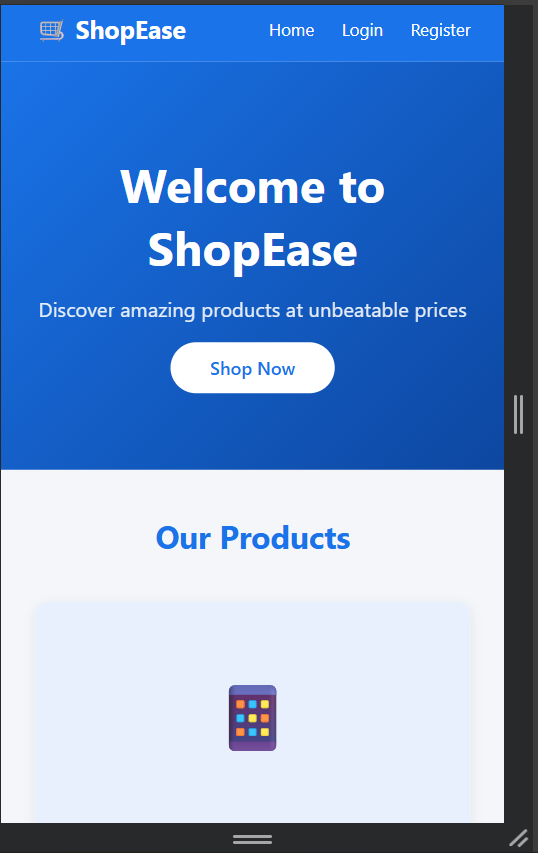 ShopEase
Home Login Register
Welcome to
ShopEase
Discover amazing products at unbeatable prices
Shop Now
Our Products